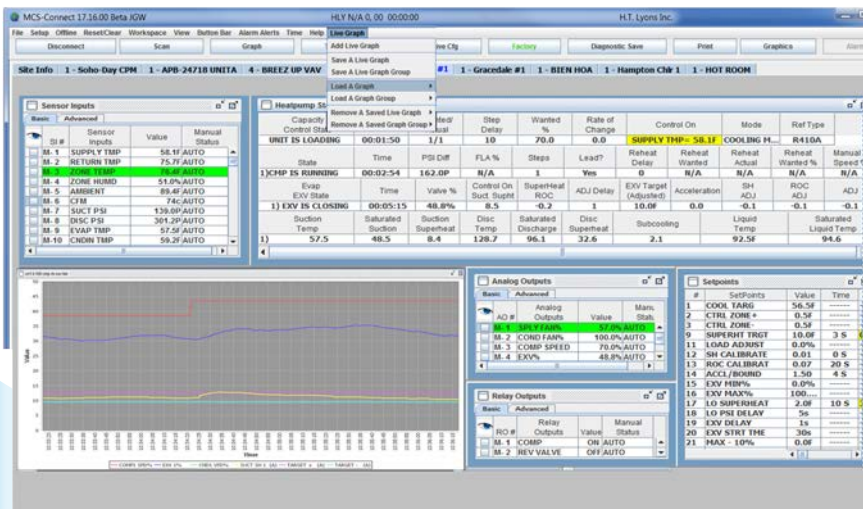 MCS-Connect 17.16.00 Beta JGW HLY N/A 0, 00 00:00:00 H.T. Lyons Inc.
File Setup Offline Reset/Clear Workspace View Button Bar Alarm Alerts Time Help Live Graph
Disconnect Scan Graph Factory Diagnostic Save Print Graphics
Add Live Graph
Save A Live Graph
Save A Live Graph Group
Load A Graph
Load A Graph Group
Remove A Saved Live Graph
Remove A Saved Graph Group
Site Info 1 - Soho-Day CPM 1 - APB-24718 UNITA 4 - BREEZ UP VAV #1 1 - Gracedale #1 1 - BIEN HOA 1 - Hampton Chlr 1 1 - HOT ROOM
Sensor Inputs
Basic Advanced
SI # Sensor Inputs Value Manual Status
M- 1 SUPPLY TMP 58.1F AUTO
M- 2 RETURN TMP 75.7F AUTO
M- 3 ZONE TEMP 76.4F AUTO
M- 4 ZONE HUMD 51.0% AUTO
M- 5 AMBIENT 89.4F AUTO
M- 6 CFM 74c AUTO
M- 7 SUCT PSI 139.0P AUTO
M- 8 DISC PSI 301.2P AUTO
M- 9 EVAP TMP 57.5F AUTO
M-10 CNDIN TMP 59.2F AUTO
Capacity Control State Step Delay Wanted % Rate of Change Control On Mode Ref Type
UNIT IS LOADING 00:01:50 1/1 10 70.0 0.0 SUPPLY TMP= 58.1F COOLING M... R410A
State Time PSI Diff FLA % Steps Lead? Reheat Delay Reheat Wanted Reheat Actual Reheat Wanted % Manual Speed
1)CMP IS RUNNING 00:02:54 162.0P N/A 1 Yes 0 N/A N/A N/A N/A
Evap EXV State Time Valve % Control On Suct. Supht SuperHeat ROC ADJ Delay EXV Target (Adjusted) Acceleration SH ADJ ROC ADJ ADJ
1) EXV IS CLOSING 00:05:15 48.8% 8.5 -0.2 1 10.0F 0.0 -0.1 -0.1 -0.1
Suction Temp Saturated Suction Suction Superheat Disc Temp Saturated Discharge Disc Superheat Subcooling Liquid Temp Saturated Liquid Temp
1) 57.5 48.5 8.4 128.7 96.1 32.6 2.1 92.5F 94.6
Value
Time
Analog Outputs
Basic Advanced
AO # Analog Outputs Value
M- 1 SPLY FAN% 57.0% AUTO
M- 2 COND FAN% 100.0% AUTO
M- 3 COMP SPEED 70.0% AUTO
M- 4 EXV% 48.8% AUTO
Relay Outputs
Basic Advanced
RO # Relay Outputs Value Manual Status
M- 1 COMP ON AUTO
M- 2 REV VALVE OFF AUTO
Setpoints
# SetPoints Value Time
1 COOL TARG 56.5F ------
2 CTRL ZONE+ 0.5F ------
3 CTRL ZONE- 0.5F ------
9 SUPERHT TRGT 10.0F 3 S
11 LOAD ADJUST 0.0% ------
12 SH CALIBRATE 0.01 0 S
13 ROC CALIBRAT 0.07 20 S
14 ACCL/BOUND 1.50 4 S
15 EXV MIN% 0.0% ------
16 EXV MAX% 100.... ------
17 LO SUPERHEAT 2.0F 10 S
18 LO PSI DELAY 5s ------
19 EXV DELAY 1s ------
20 EXV STRT TME 30s ------
21 MAX - 10% 0.0F ------